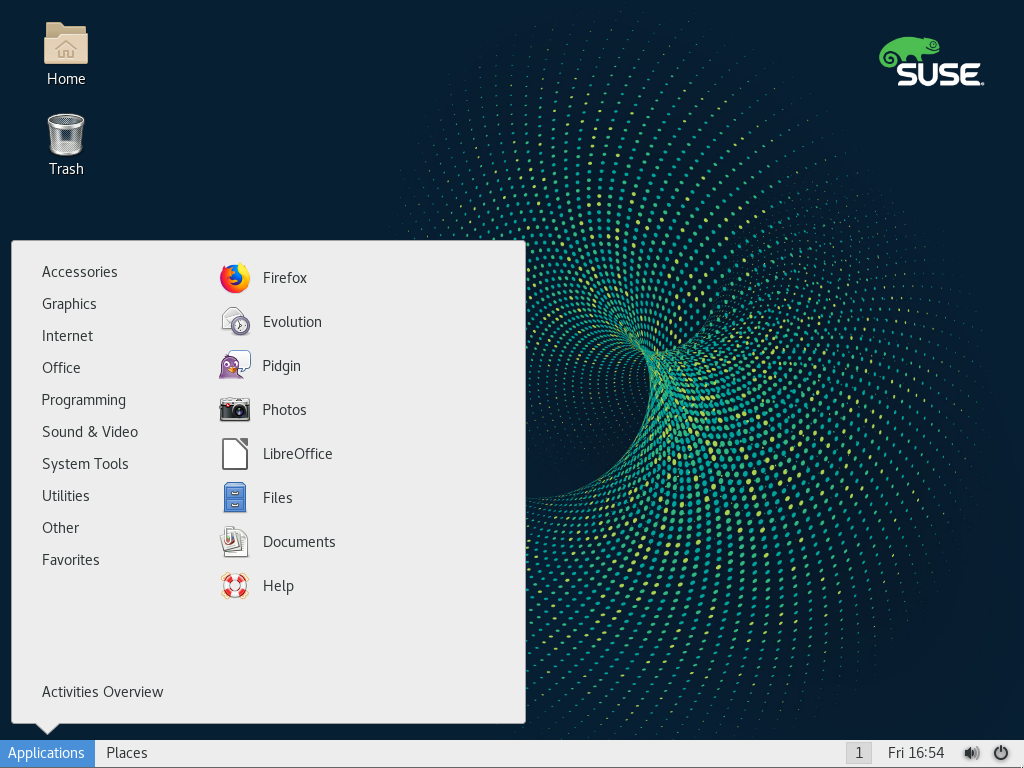 Home
Trash
SUSE
Accessories
Graphics
Internet
Office
Programming
Sound & Video
System Tools
Utilities
Other
Favorites
Firefox
Evolution
Pidgin
Photos
LibreOffice
Files
Documents
Help
Activities Overview
Applications
Places
1
Fri 16:54